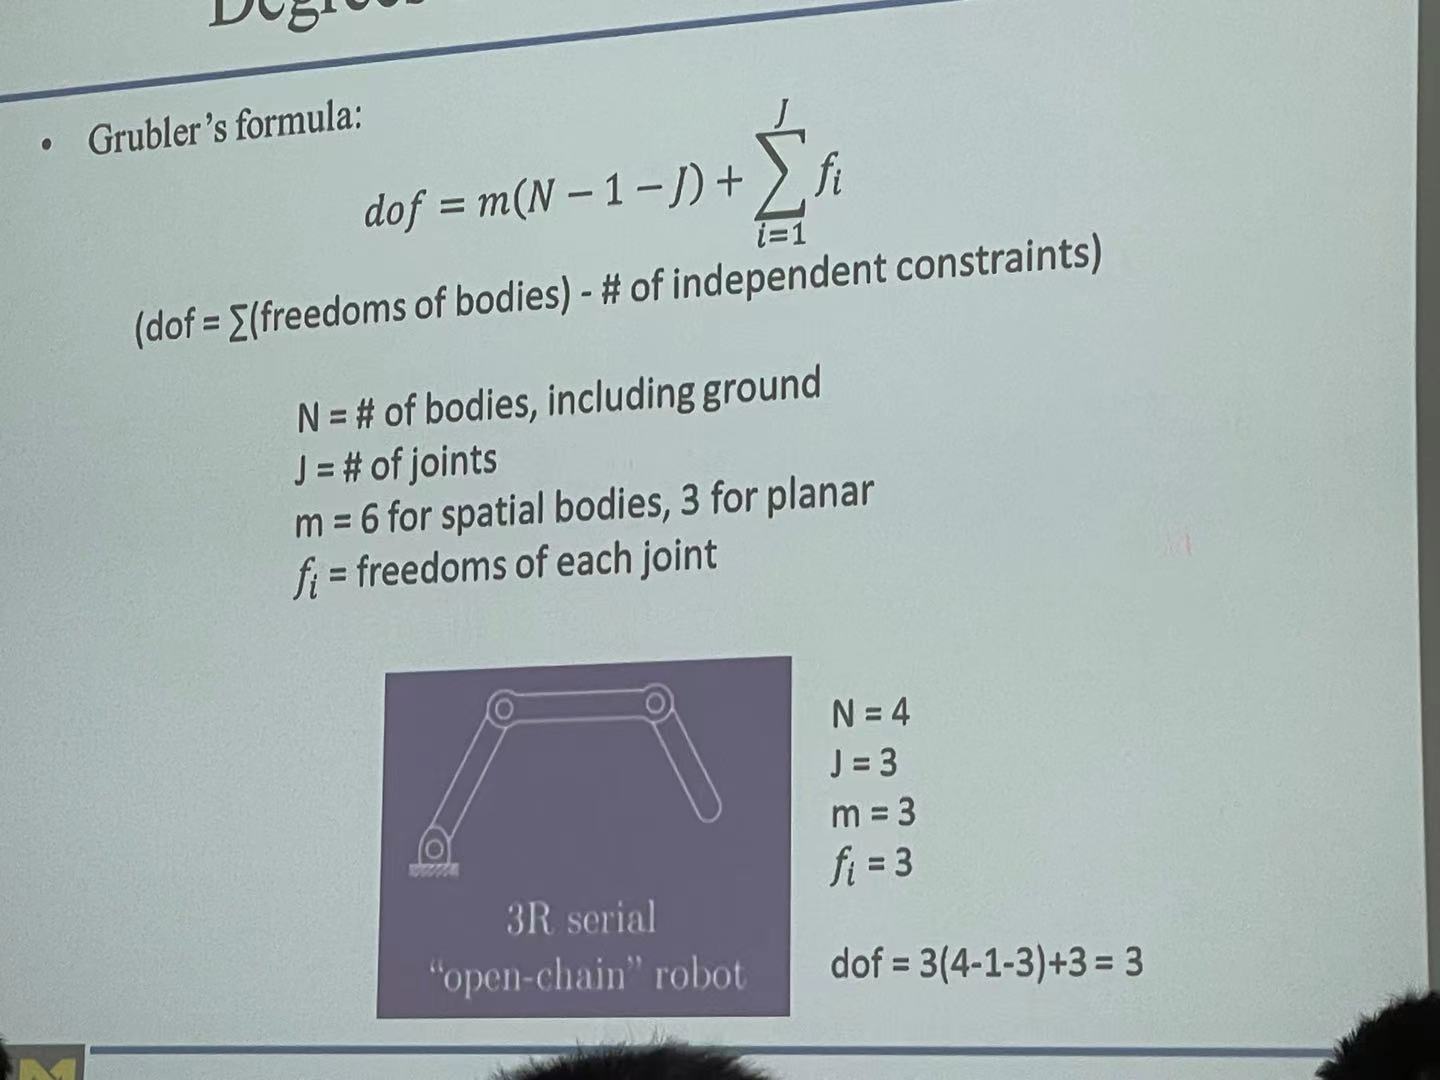 • Grubler's formula:
dof = m(N − 1 − J) + ∑_{i=1}^{J} f_i
(dof = ∑(freedoms of bodies) - # of independent constraints)
N = # of bodies, including ground
J = # of joints
m = 6 for spatial bodies, 3 for planar
f_i = freedoms of each joint
N = 4
J = 3
m = 3
f_i = 3
3R serial
"open-chain" robot
dof = 3(4-1-3)+3 = 3
M